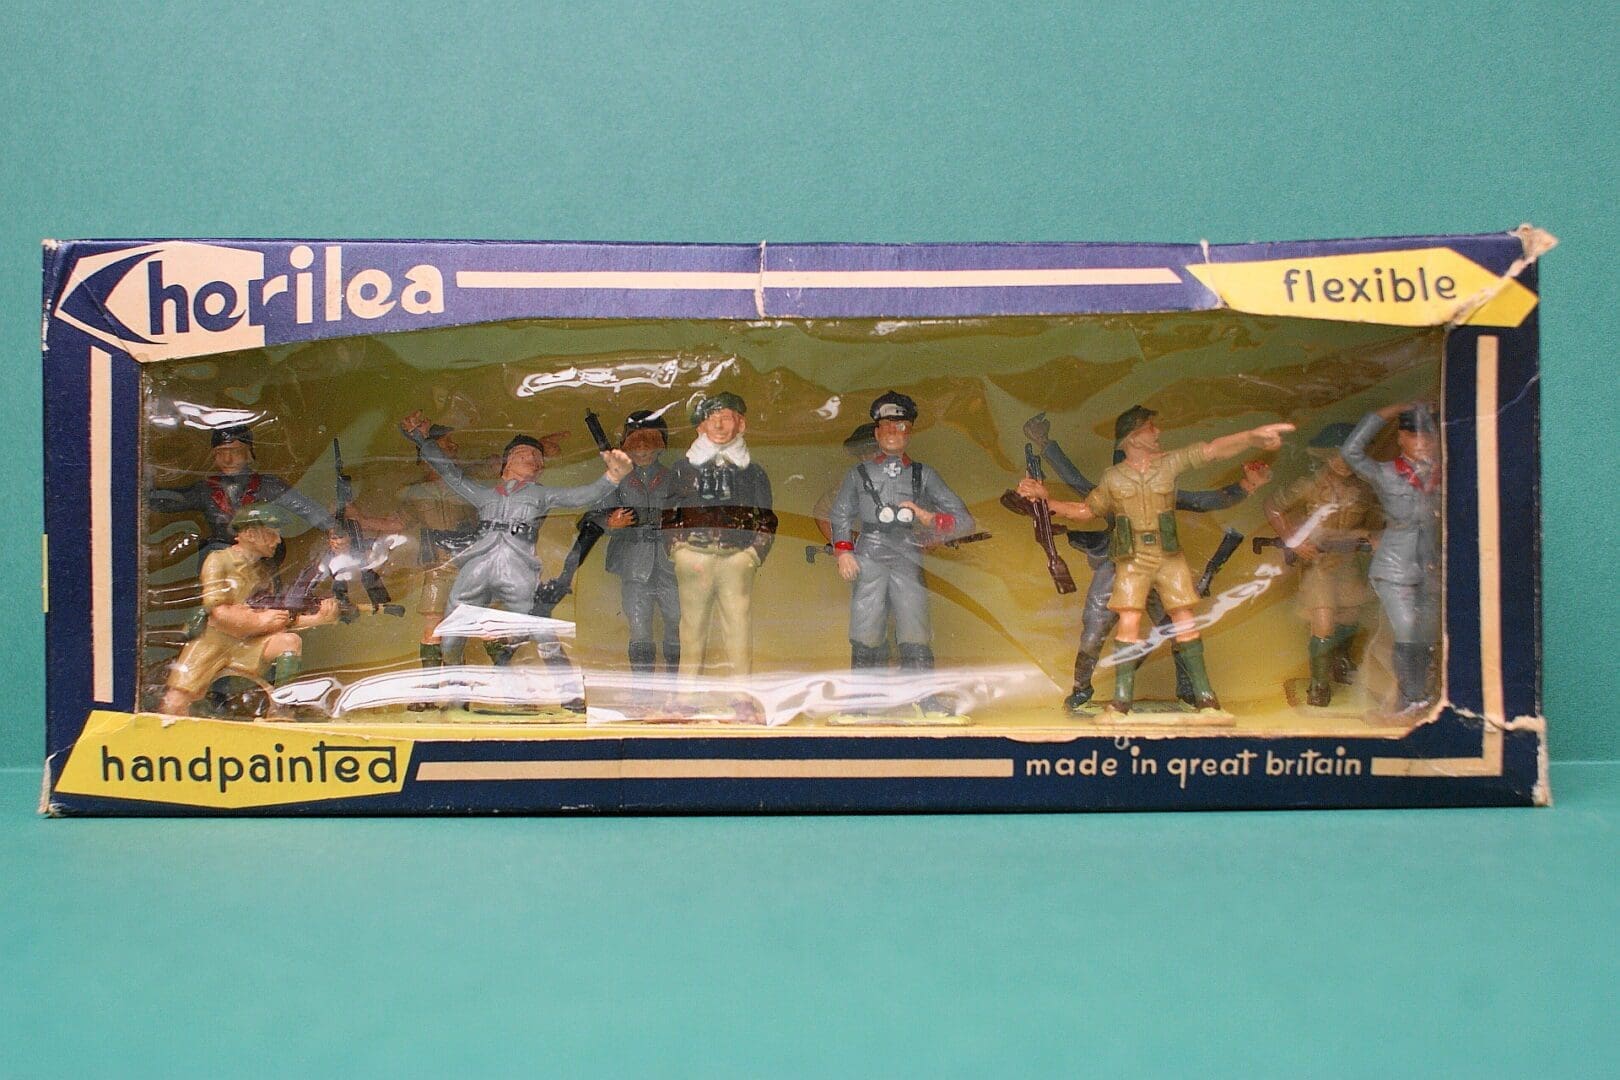 Cherilea
flexible
handpainted
made in great britain